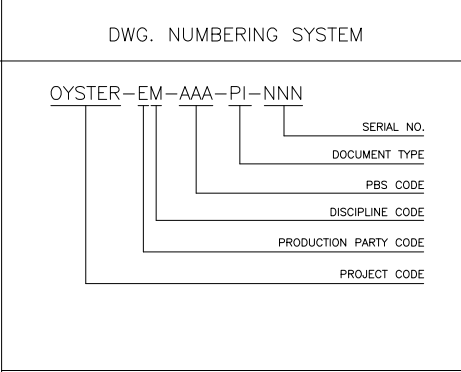 DWG. NUMBERING SYSTEM
OYSTER-EM-AAA-PI-NNN
SERIAL NO.
DOCUMENT TYPE
PBS CODE
DISCIPLINE CODE
PRODUCTION PARTY CODE
PROJECT CODE